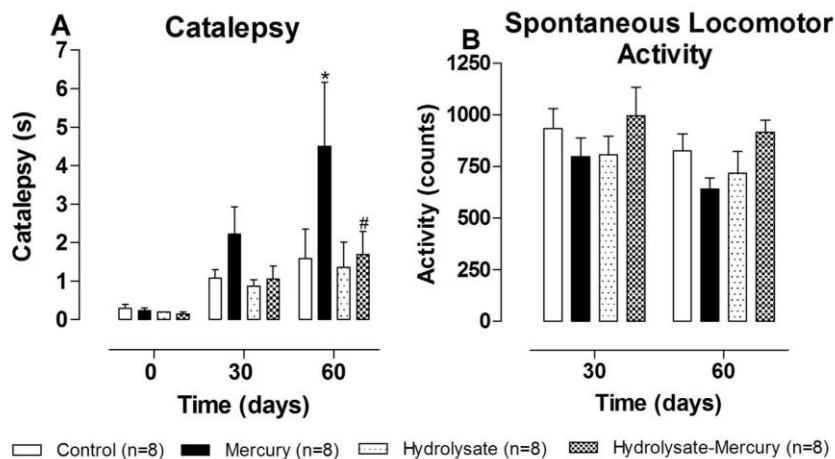 A
Catalepsy
Catalepsy (s)
7
6
5
4
3
2
1
0
*
#
0 30 60
Time (days)
B
Spontaneous Locomotor
Activity
Activity (counts)
1250
1000
750
500
250
0
30 60
Time (days)
Control (n=8) Mercury (n=8) Hydrolysate (n=8) Hydrolysate-Mercury (n=8)